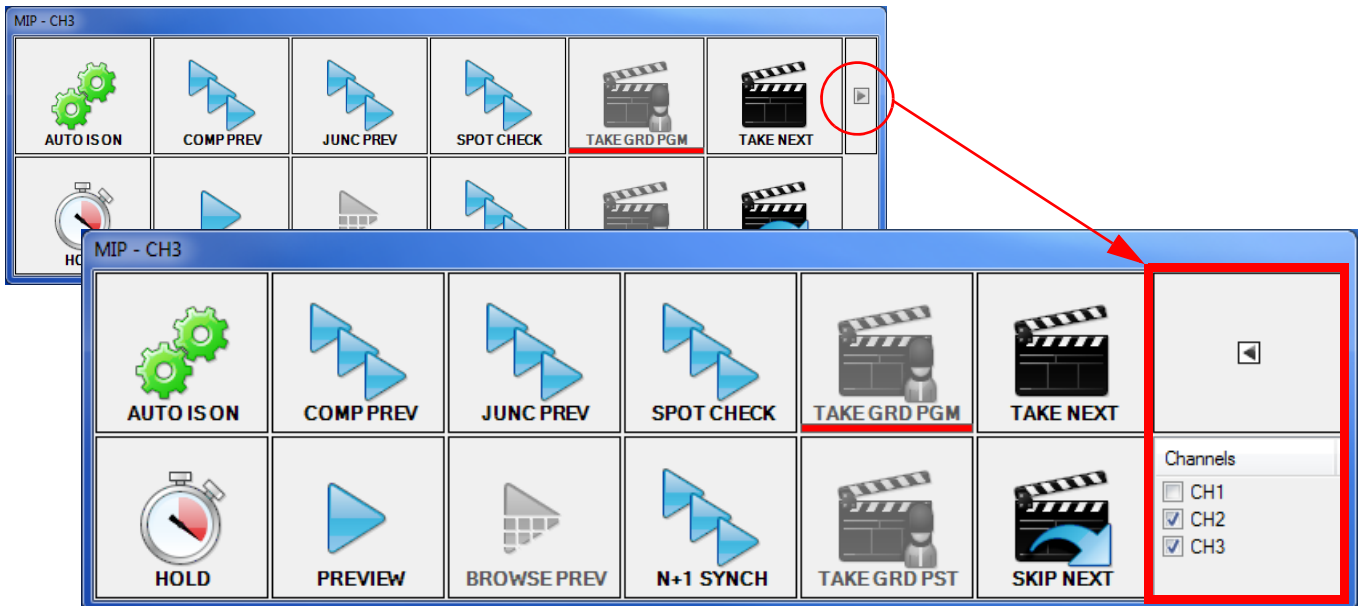 MIP - CH3
AUTO IS ON
COMP PREV
JUNC PREV
SPOT CHECK
TAKE GRD PGM
TAKE NEXT
HO
MIP - CH3
AUTO IS ON
COMP PREV
JUNC PREV
SPOT CHECK
TAKE GRD PGM
TAKE NEXT
HOLD
PREVIEW
BROWSE PREV
N+1 SYNCH
TAKE GRD PST
SKIP NEXT
Channels
CH1
CH2
CH3